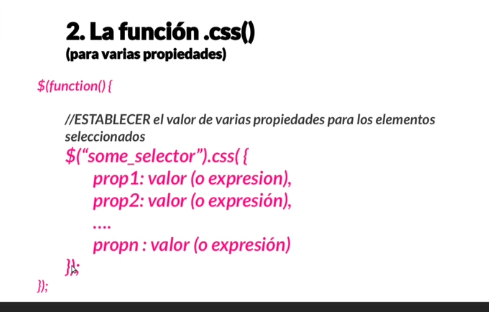 2. La función .css()
(para varias propiedades)
$(function() {
//ESTABLECER el valor de varias propiedades para los elementos
seleccionados
$(“some_selector”).css( {
prop1: valor (o expresion),
prop2: valor (o expresión),
....
propn : valor (o expresión)
});
});